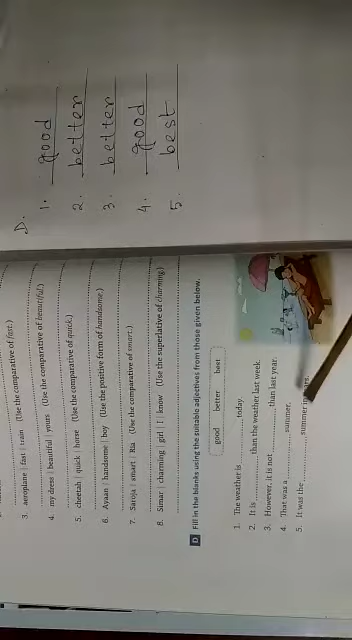 D.
1. good
2. better
3. better
4. good
5. best
3. aeroplane | fast | train (Use the comparative of fast.)
4. my dress | beautiful | yours (Use the comparative of beautiful.)
5. cheetah | quick | horse (Use the comparative of quick.)
6. Ayaan | handsome | boy (Use the positive form of handsome.)
7. Saroja | smart | Ria (Use the comparative of smart.)
8. Simar | charming | girl | I | know (Use the superlative of charming)
D Fill in the blanks using the suitable adjectives from those given below.
good better best
1. The weather is ............ today.
2. It is ............ than the weather last week.
3. However, it is not ............ than last year.
4. That was a ............ summer.
5. It was the ............ summer in